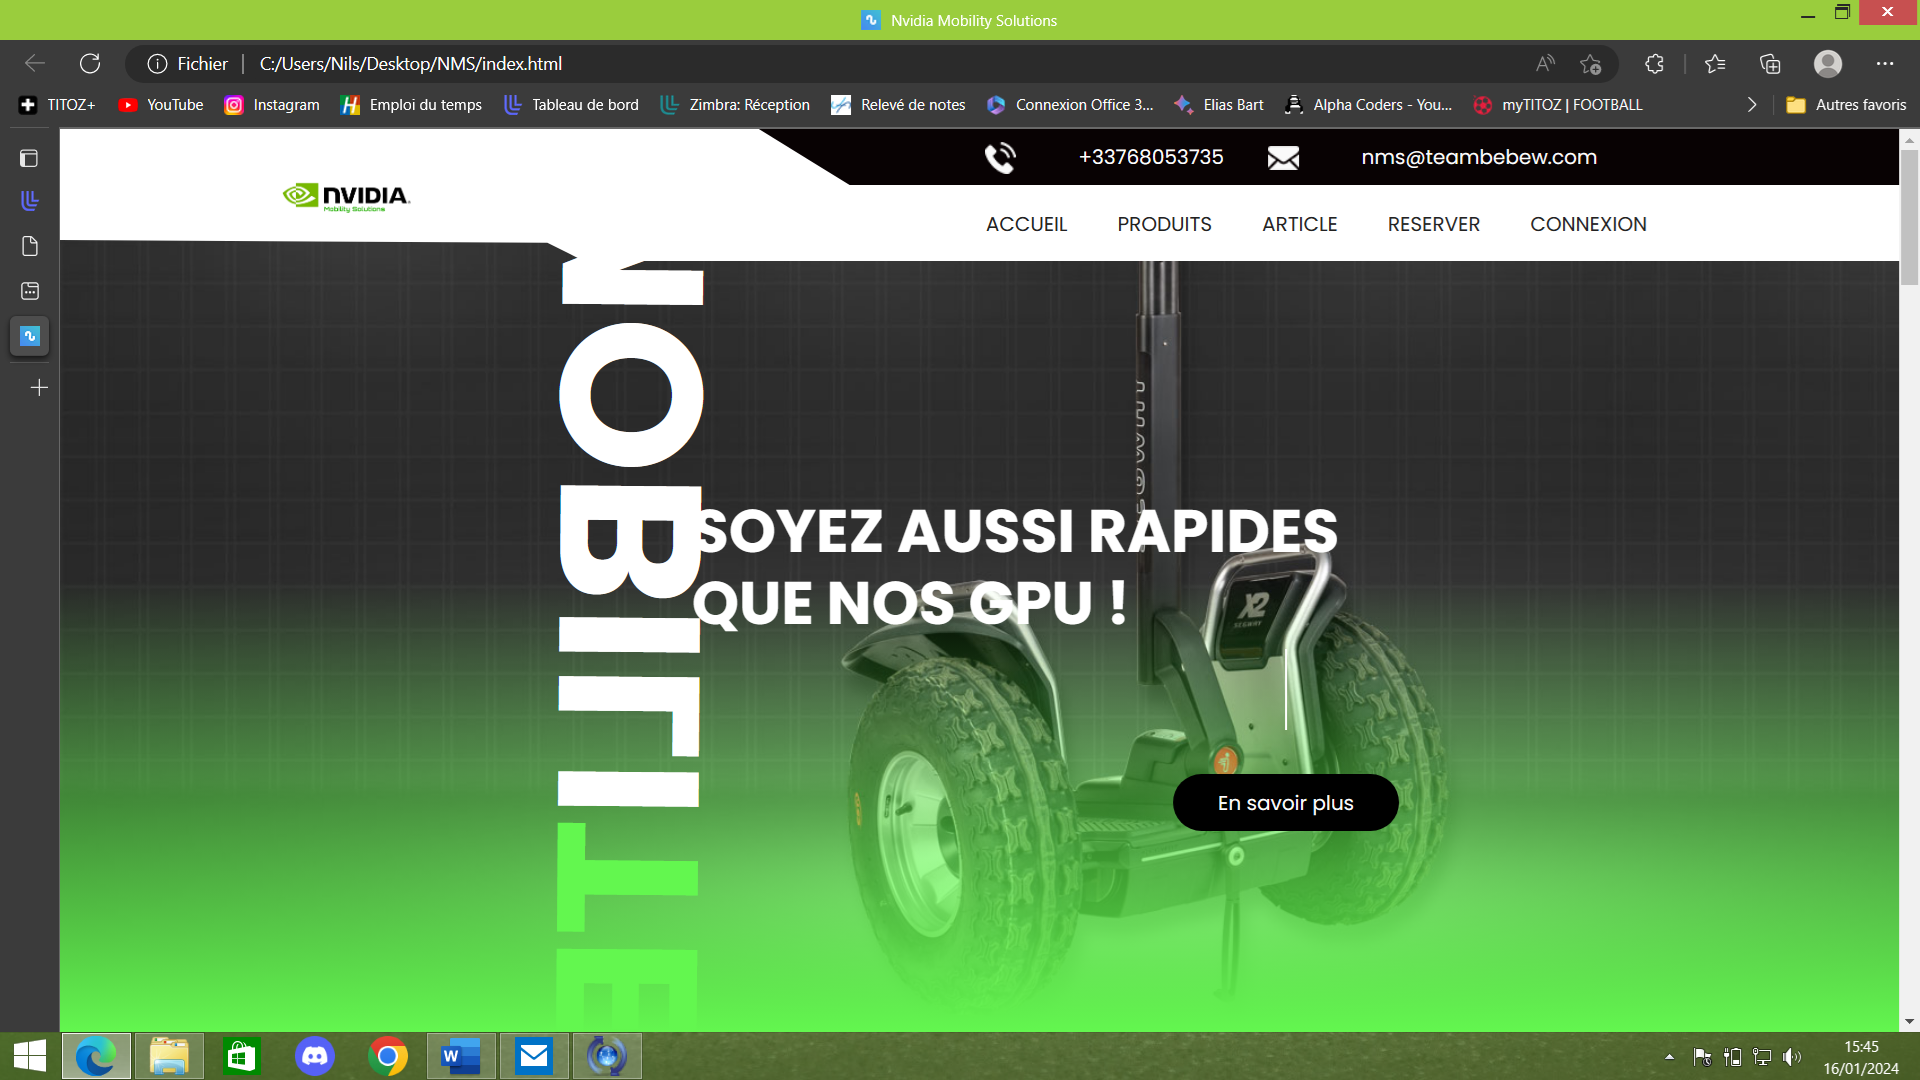 Nvidia Mobility Solutions
Fichier
C:/Users/Nils/Desktop/NMS/index.html
TITOZ+
YouTube
Instagram
Emploi du temps
Tableau de bord
Zimbra: Réception
Relevé de notes
Connexion Office 3...
Elias Bart
Alpha Coders - You...
myTITOZ | FOOTBALL
Autres favoris
+33768053735
nms@teambebew.com
NVIDIA.
Mobility Solutions
ACCUEIL
PRODUITS
ARTICLE
RESERVER
CONNEXION
OBILITE
SOYEZ AUSSI RAPIDES
QUE NOS GPU !
X2
SEGWAY
En savoir plus
15:45
16/01/2024